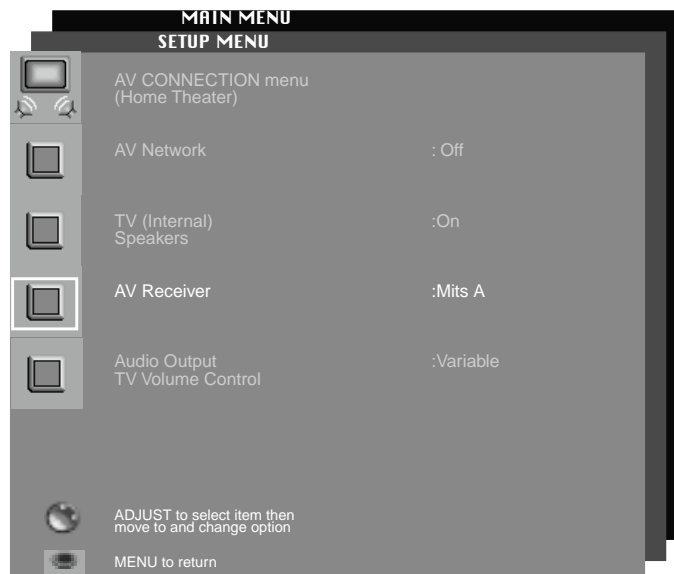 MAIN MENU
SETUP MENU
AV CONNECTION menu
(Home Theater)
AV Network : Off
TV (Internal) :On
Speakers
AV Receiver :Mits A
Audio Output :Variable
TV Volume Control
ADJUST to select item then
move to and change option
MENU to return